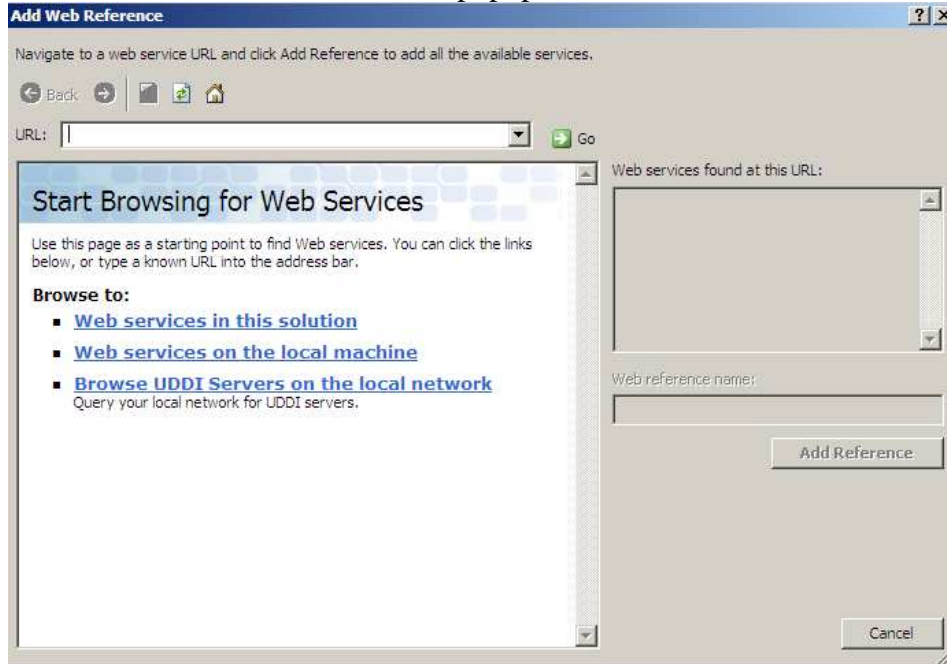 Add Web Reference
Navigate to a web service URL and click Add Reference to add all the available services.
Back
URL:
Go
Start Browsing for Web Services
Use this page as a starting point to find Web services. You can click the links
below, or type a known URL into the address bar.
Browse to:
Web services in this solution
Web services on the local machine
Browse UDDI Servers on the local network
Query your local network for UDDI servers.
Web services found at this URL:
Web reference name:
Add Reference
Cancel